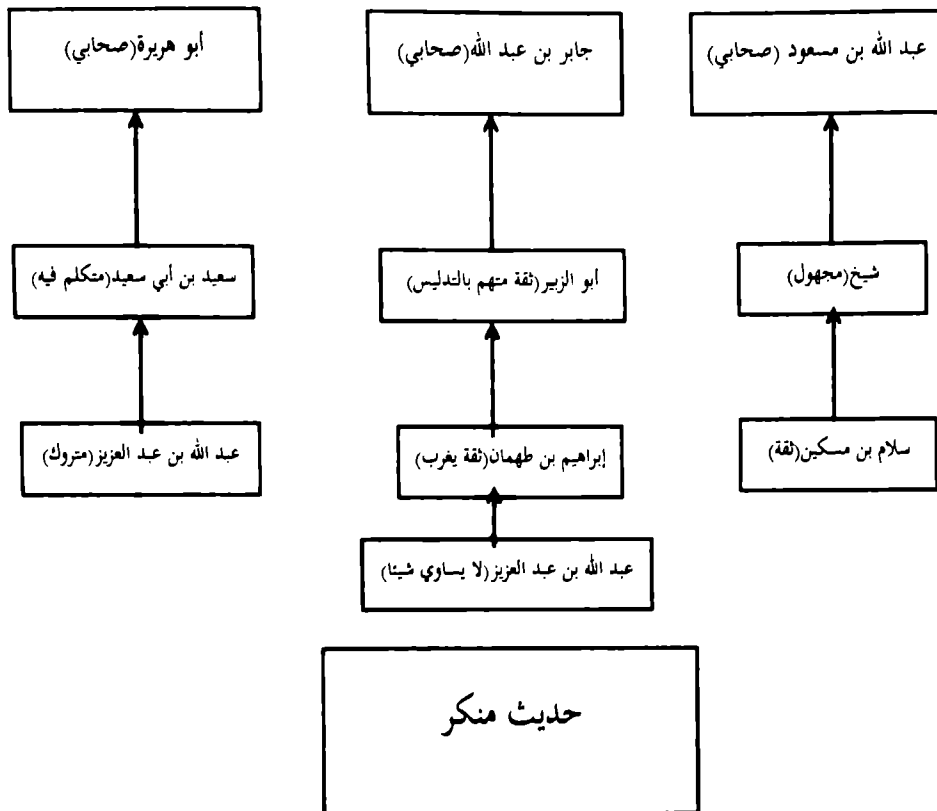 عبد الله بن مسعود (صحابي)
جابر بن عبد الله(صحابي)
أبو هريرة(صحابي)
شيخ(مجهول)
أبو الزبير(ثقة متهم بالتدليس)
سعيد بن أبي سعيد(متكلم فيه)
سلام بن مسكين(ثقة)
إبراهيم بن طهمان(ثقة يغرب)
عبد الله بن عبد العزيز(متروك)
عبد الله بن عبد العزيز(لا يساوي شيئا)
حديث منكر